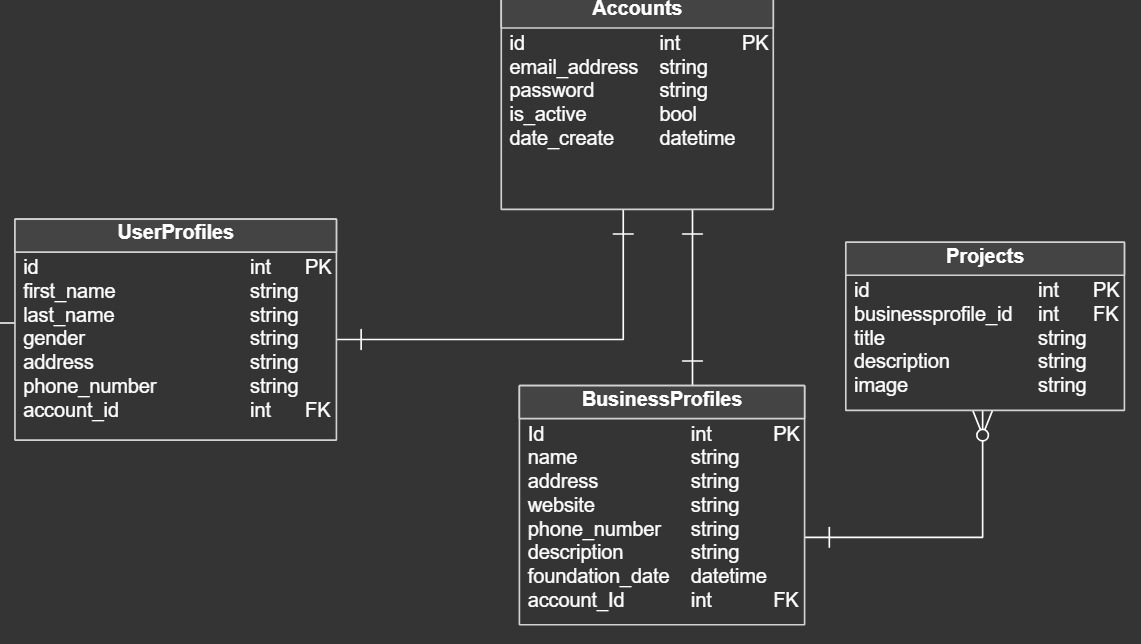 Accounts
id int PK
email_address string
password string
is_active bool
date_create datetime
UserProfiles
id int PK
first_name string
last_name string
gender string
address string
phone_number string
account_id int FK
Projects
id int PK
businessprofile_id int FK
title string
description string
image string
BusinessProfiles
Id int PK
name string
address string
website string
phone_number string
description string
foundation_date datetime
account_Id int FK